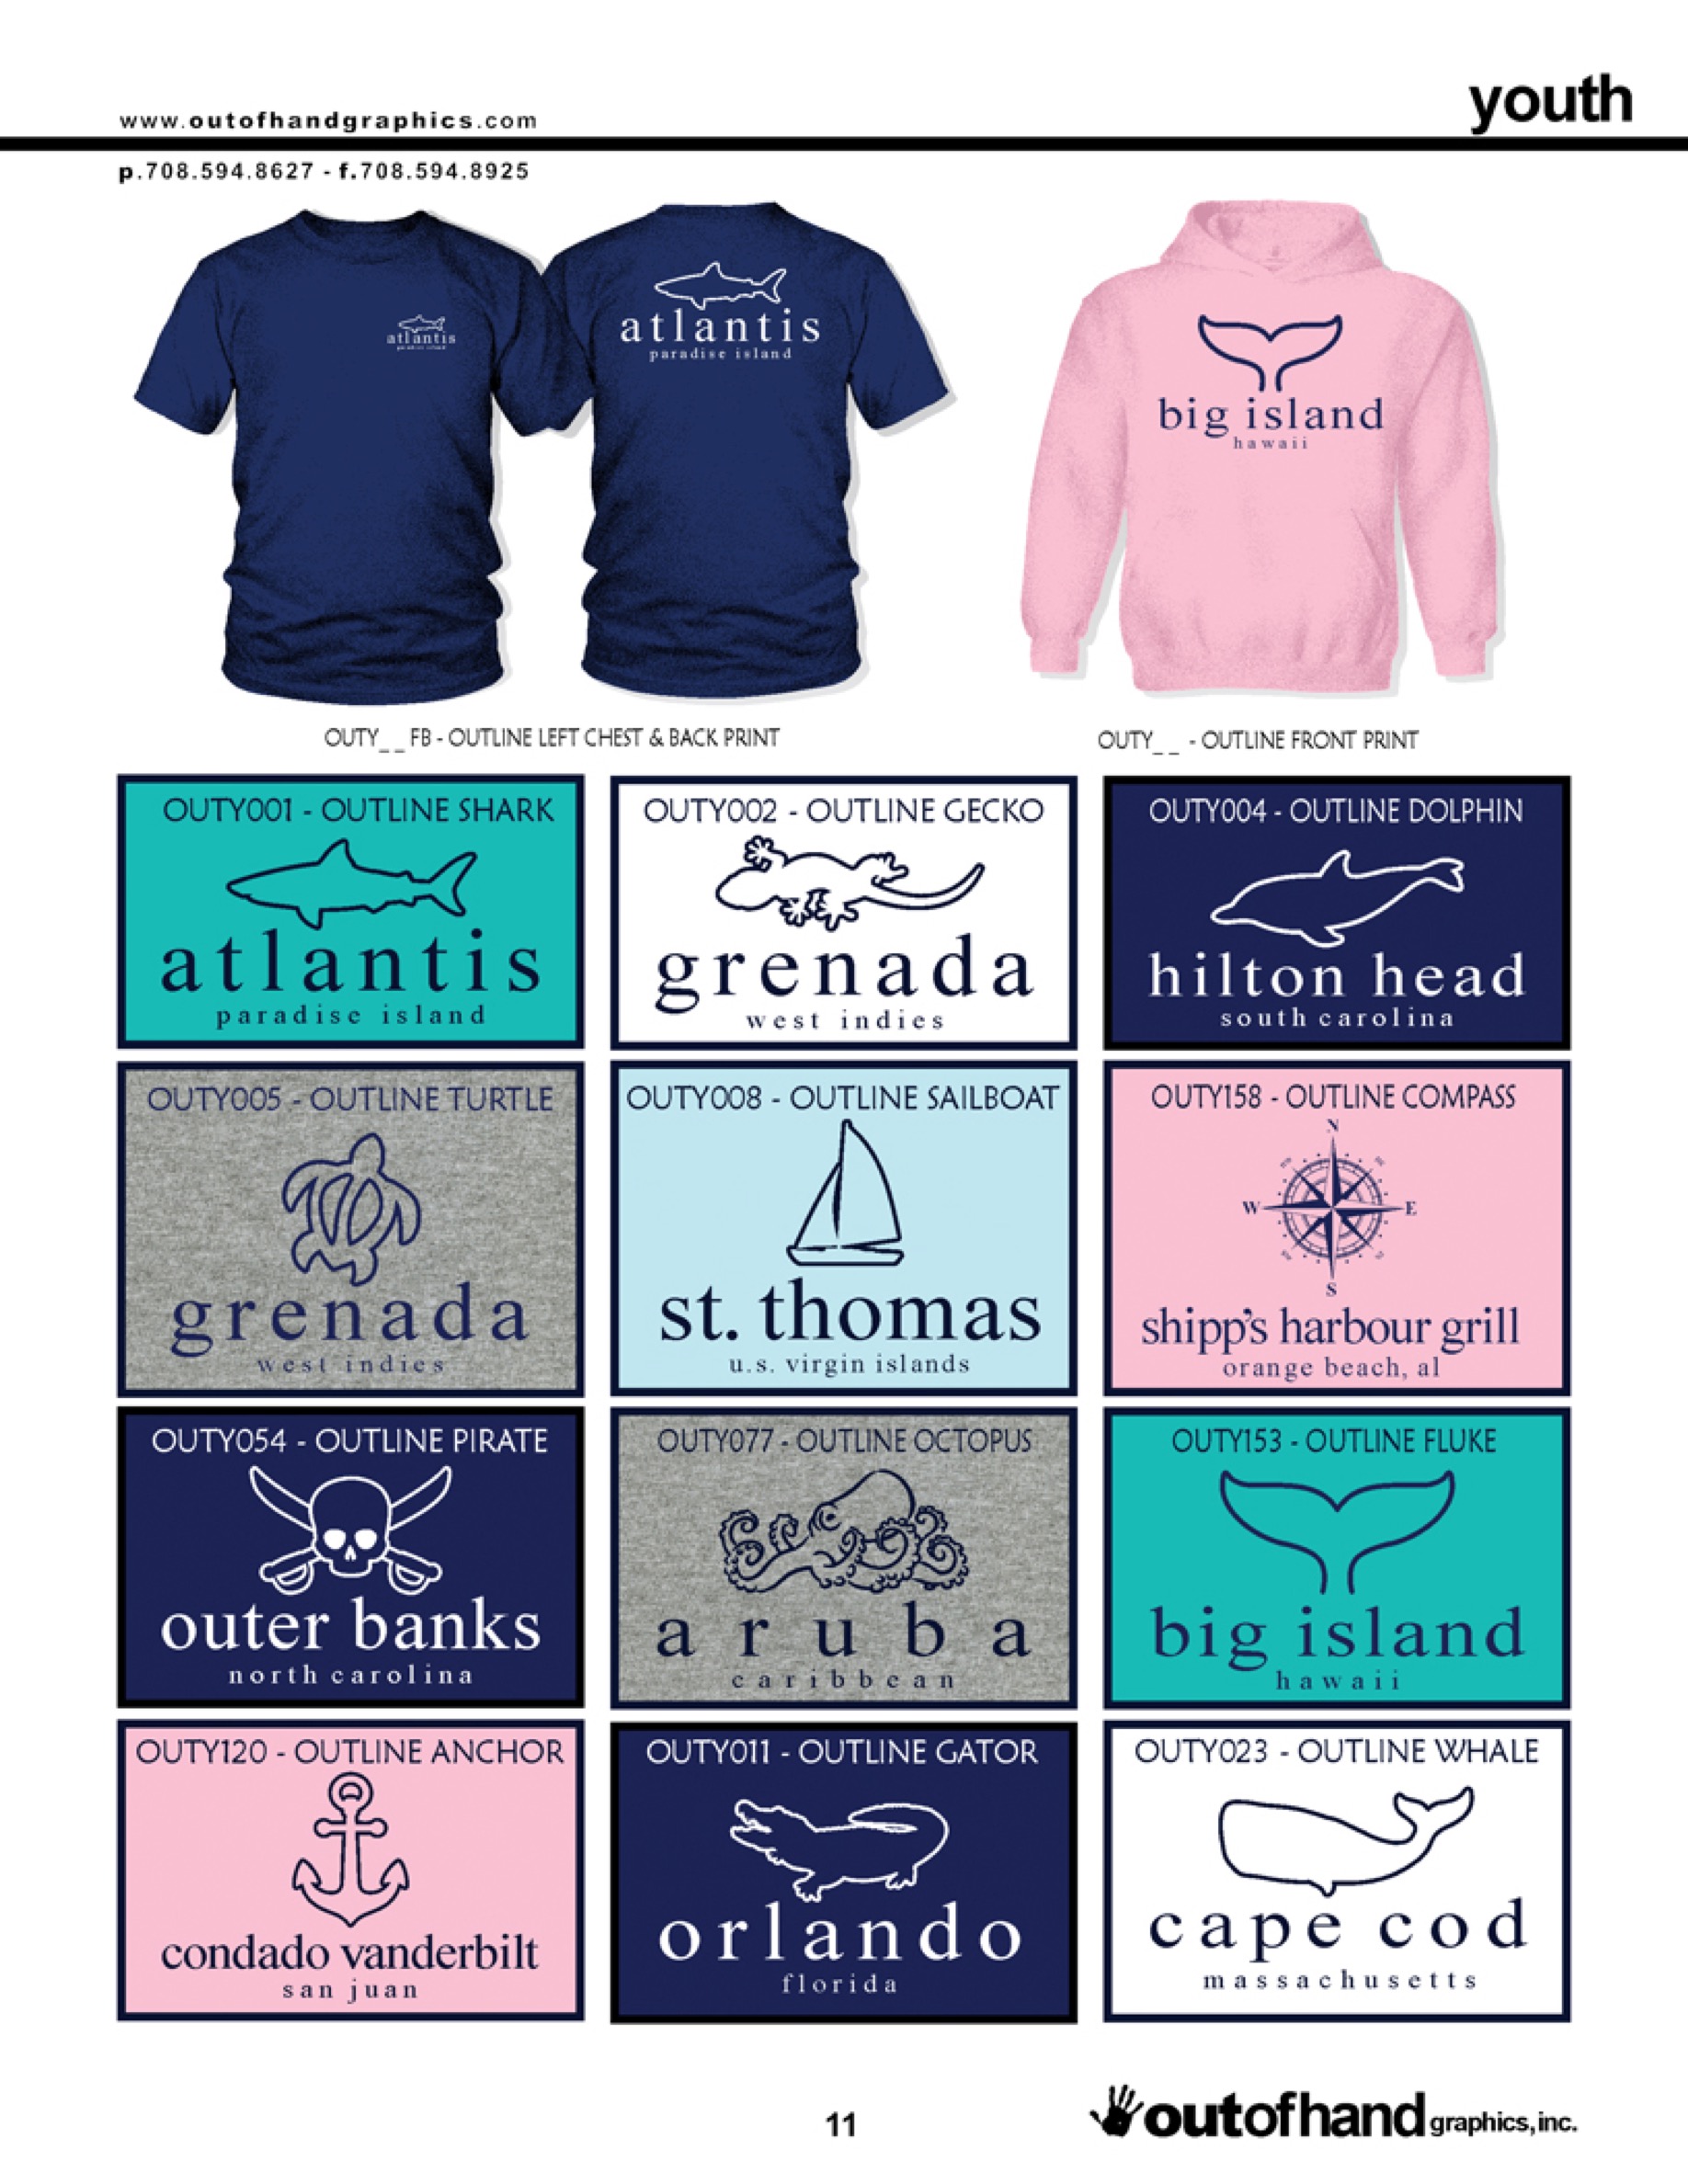 www.outofhandgraphics.com
youth
p.708.594.8627 - f.708.594.8925
atlantis
paradise island
atlantis
paradise island
big island
hawaii
OUTY_ _ FB - OUTLINE LEFT CHEST & BACK PRINT
OUTY_ _ - OUTLINE FRONT PRINT
OUTY001 - OUTLINE SHARK
atlantis
paradise island
OUTY002 - OUTLINE GECKO
grenada
west indies
OUTY004 - OUTLINE DOLPHIN
hilton head
south carolina
OUTY005 - OUTLINE TURTLE
grenada
west indies
OUTY008 - OUTLINE SAILBOAT
st. thomas
u.s. virgin islands
OUTY158 - OUTLINE COMPASS
N
W
E
S
shipp's harbour grill
orange beach, al
OUTY054 - OUTLINE PIRATE
outer banks
north carolina
OUTY077 - OUTLINE OCTOPUS
aruba
caribbean
OUTY153 - OUTLINE FLUKE
big island
hawaii
OUTY120 - OUTLINE ANCHOR
condado vanderbilt
san juan
OUTY011 - OUTLINE GATOR
orlando
florida
OUTY023 - OUTLINE WHALE
cape cod
massachusetts
11
outofhand graphics, inc.